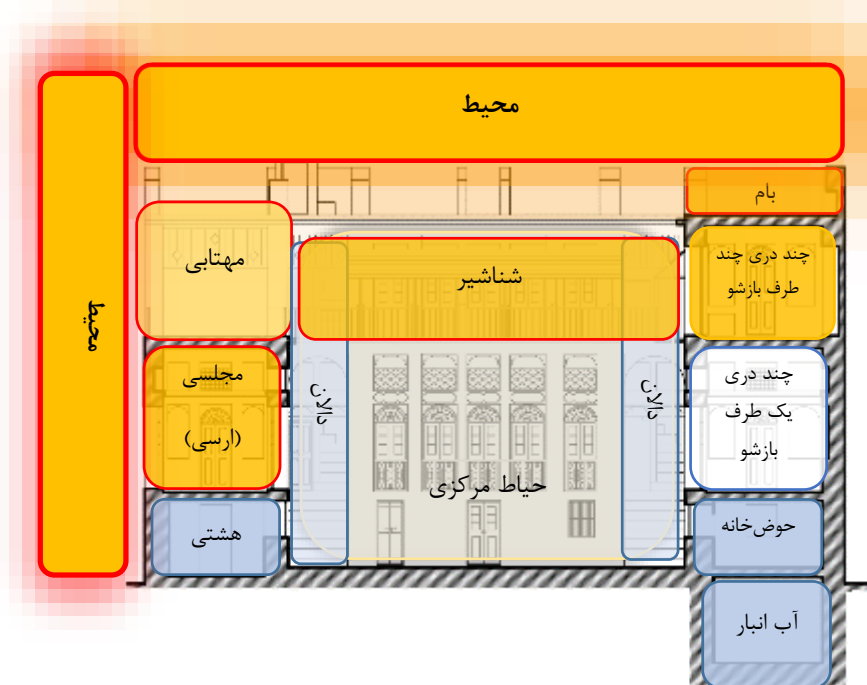 محیط
بام
چند دری چند
طرف بازشو
مهتابی
شناشیر
محیط
مجلسی
(ارسی)
دالان
دالان
چند دری
یک طرف
بازشو
حیاط مرکزی
هشتی
حوض‌خانه
آب انبار